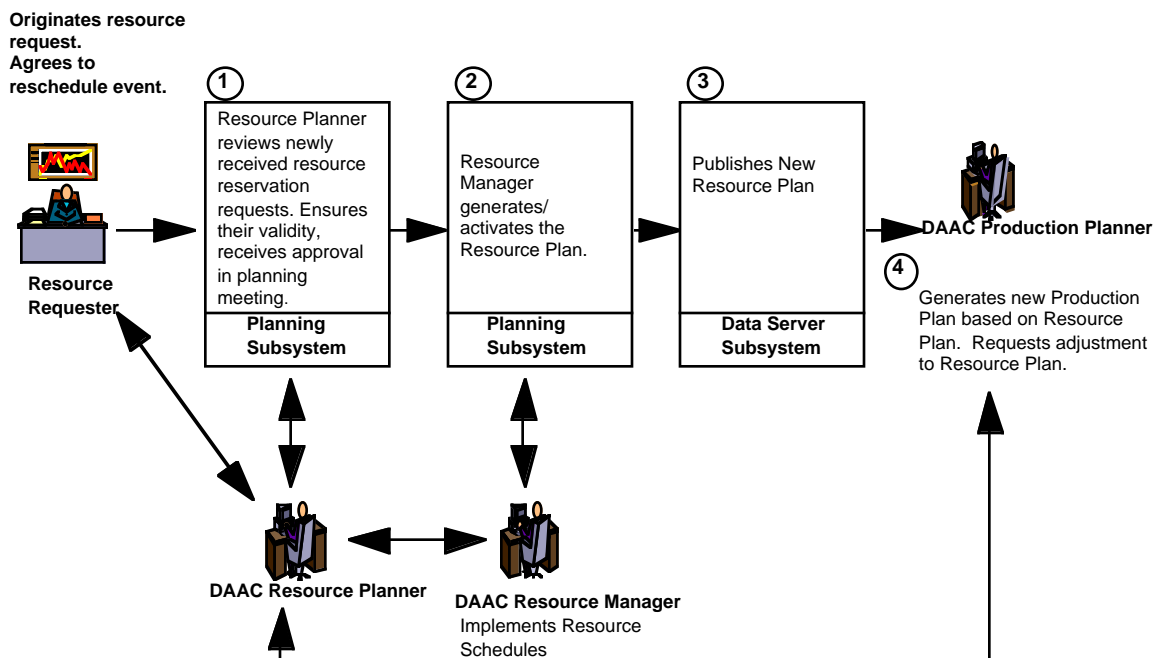 Originates resource
request.
Agrees to
reschedule event.
1
Resource Planner
reviews newly
received resource
reservation
requests. Ensures
their validity,
receives approval
in planning
meeting.
Planning
Subsystem
2
Resource
Manager
generates/
activates the
Resource Plan.
Planning
Subsystem
3
Publishes New
Resource Plan
Data Server
Subsystem
DAAC Production Planner
4
Generates new Production
Plan based on Resource
Plan. Requests adjustment
to Resource Plan.
Resource
Requester
DAAC Resource Planner
DAAC Resource Manager
Implements Resource
Schedules